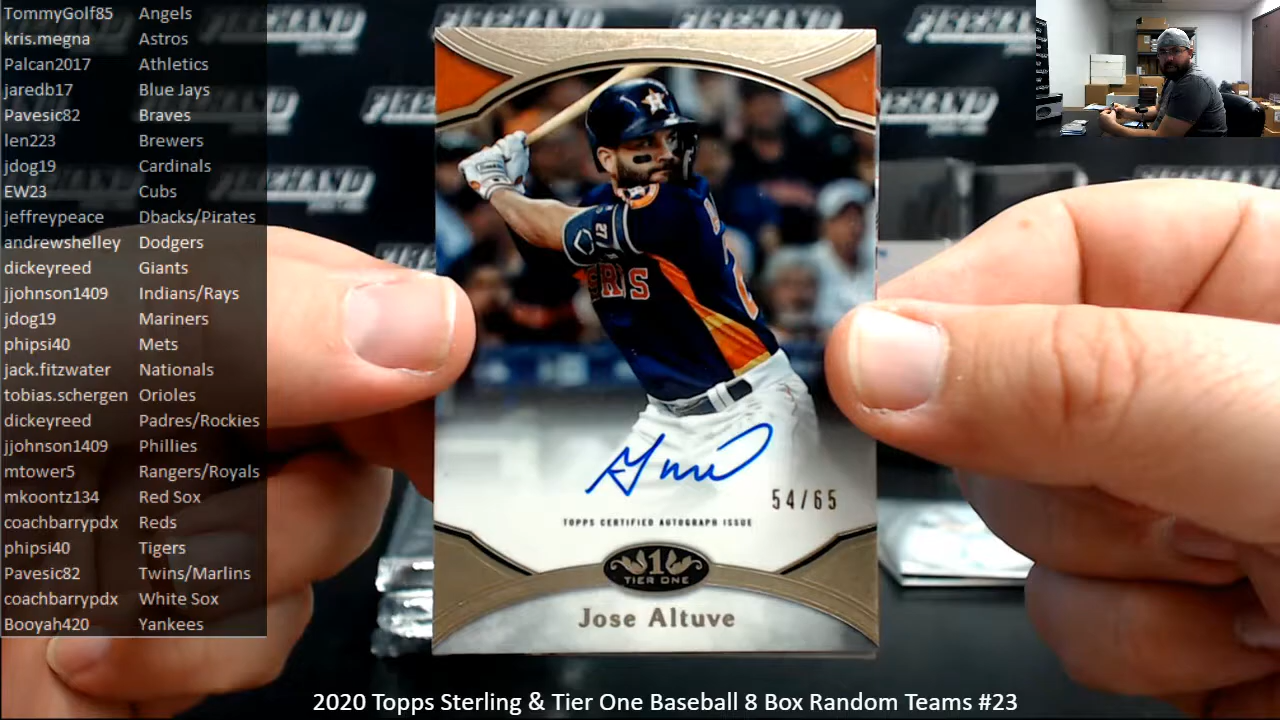 TommyGolf85 Angels
kris.megna Astros
Palcan2017 Athletics
jaredb17 Blue Jays
Pavesic82 Braves
len223 Brewers
jdog19 Cardinals
EW23 Cubs
jeffreypeace Dbacks/Pirates
andrewshelley Dodgers
dickeyreed Giants
jjohnson1409 Indians/Rays
jdog19 Mariners
phipsi40 Mets
jack.fitzwater Nationals
tobias.schergen Orioles
dickeyreed Padres/Rockies
jjohnson1409 Phillies
mtower5 Rangers/Royals
mkoontz134 Red Sox
coachbarrypdx Reds
phipsi40 Tigers
Pavesic82 Twins/Marlins
coachbarrypdx White Sox
Booyah420 Yankees
FIREHAND
27
54/65
TOPPS CERTIFIED AUTOGRAPH ISSUE
1
TIER ONE
Jose Altuve
2020 Topps Sterling & Tier One Baseball 8 Box Random Teams #23